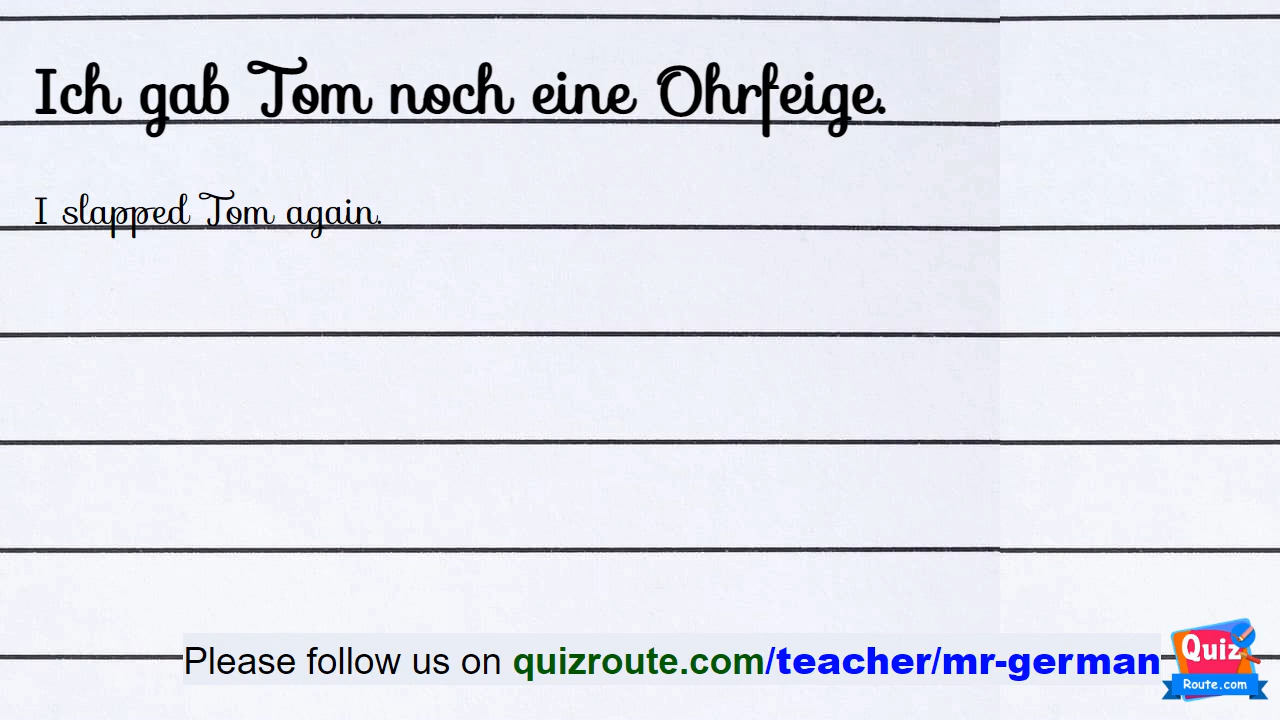 Ich gab Tom noch eine Ohrfeige.
I slapped Tom again.
Please follow us on quizroute.com/teacher/mr-german
Quiz
Route.com